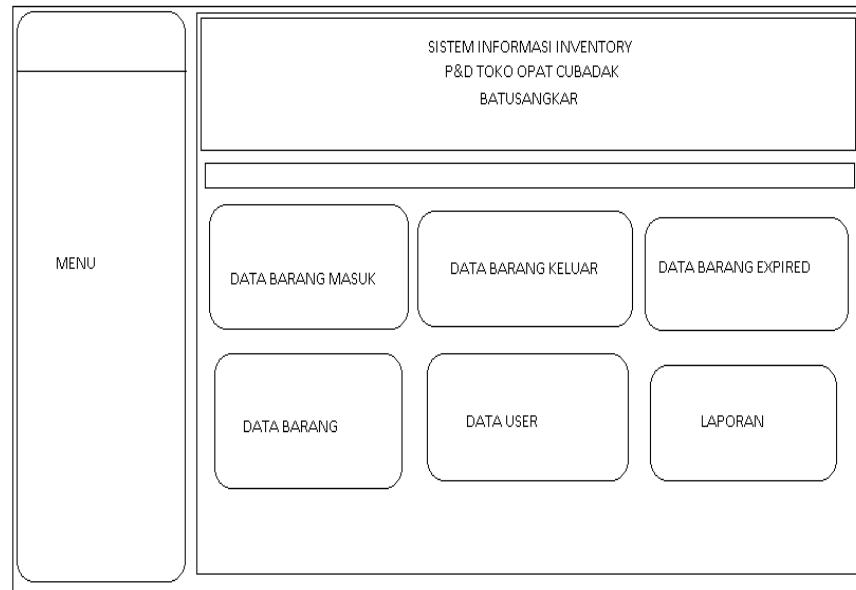 SISTEM INFORMASI INVENTORY
P&D TOKO OPAT CUBADAK
BATUSANGKAR
MENU
DATA BARANG MASUK
DATA BARANG KELUAR
DATA BARANG EXPIRED
DATA BARANG
DATA USER
LAPORAN